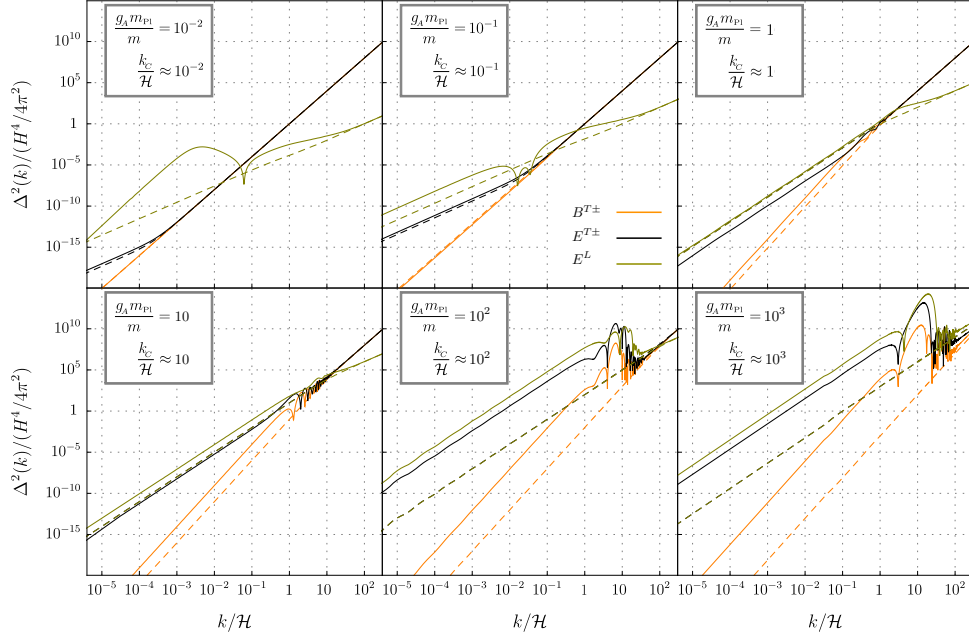 g_A m_Pl / m = 10^-2
k_C / ℋ ≈ 10^-2
g_A m_Pl / m = 10^-1
k_C / ℋ ≈ 10^-1
g_A m_Pl / m = 1
k_C / ℋ ≈ 1
10^10
10^5
1
10^-5
10^-10
10^-15
Δ^2(k)/(H^4/4π^2)
B^T±
E^T±
E^L
g_A m_Pl / m = 10
k_C / ℋ ≈ 10
g_A m_Pl / m = 10^2
k_C / ℋ ≈ 10^2
g_A m_Pl / m = 10^3
k_C / ℋ ≈ 10^3
10^10
10^5
1
10^-5
10^-10
10^-15
Δ^2(k)/(H^4/4π^2)
10^-5 10^-4 10^-3 10^-2 10^-1 1 10 10^2
10^-5 10^-4 10^-3 10^-2 10^-1 1 10 10^2
10^-5 10^-4 10^-3 10^-2 10^-1 1 10 10^2
k/ℋ
k/ℋ
k/ℋ